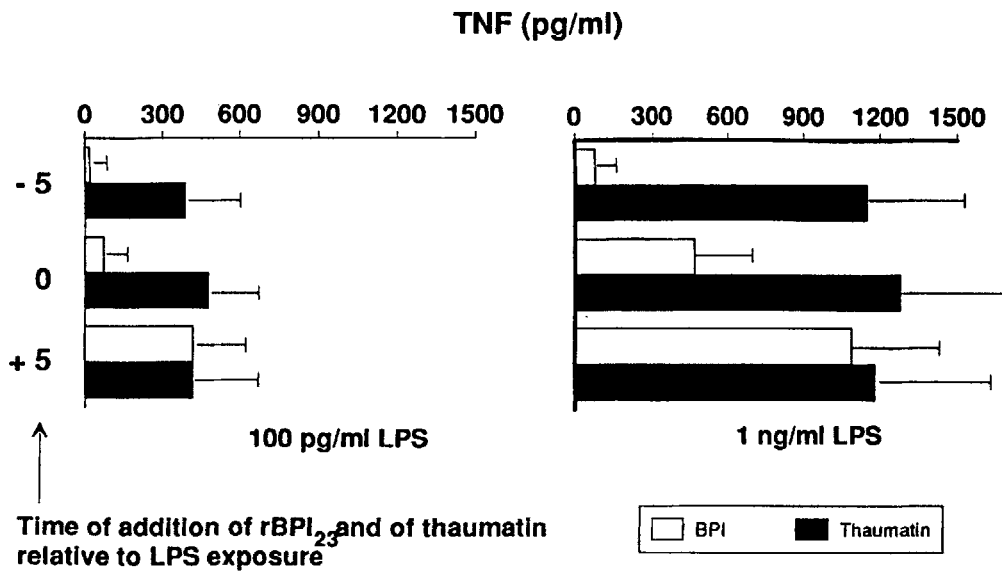 TNF (pg/ml)
0 300 600 900 1200 1500
0 300 600 900 1200 1500
- 5
0
+ 5
100 pg/ml LPS
1 ng/ml LPS
Time of addition of rBPI23 and of thaumatin
relative to LPS exposure
BPI Thaumatin